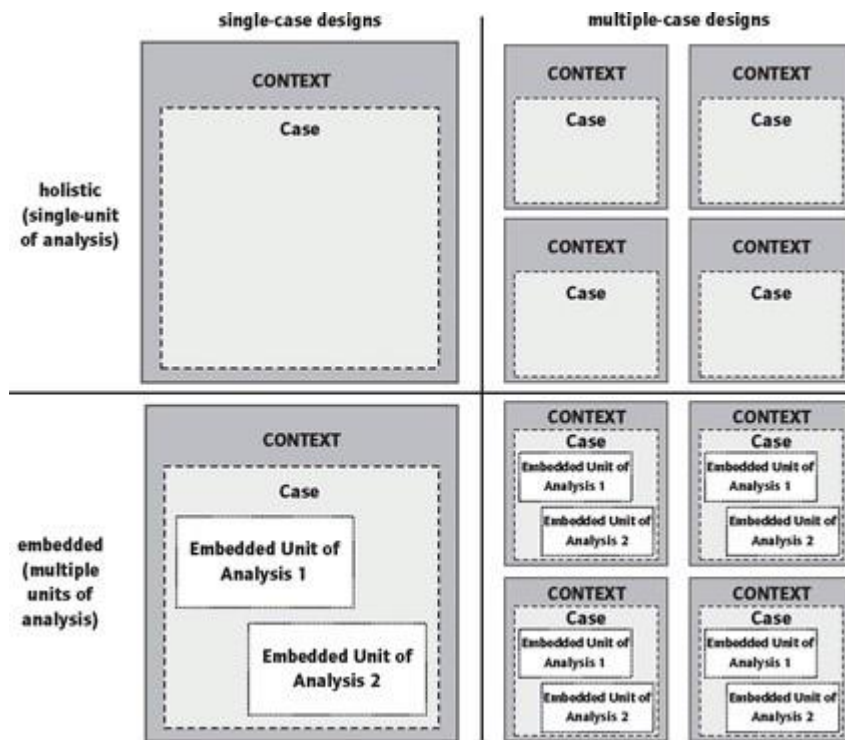 single-case designs
multiple-case designs
CONTEXT
Case
holistic
(single-unit
of analysis)
CONTEXT
Case
CONTEXT
Case
CONTEXT
Case
CONTEXT
Case
CONTEXT
Case
Embedded Unit of
Analysis 1
Embedded Unit of
Analysis 2
embedded
(multiple
units of
analysis)
CONTEXT
Case
Embedded Unit of
Analysis 1
Embedded Unit of
Analysis 2
CONTEXT
Case
Embedded Unit of
Analysis 1
Embedded Unit of
Analysis 2
CONTEXT
Case
Embedded Unit of
Analysis 1
Embedded Unit of
Analysis 2
CONTEXT
Case
Embedded Unit of
Analysis 1
Embedded Unit of
Analysis 2